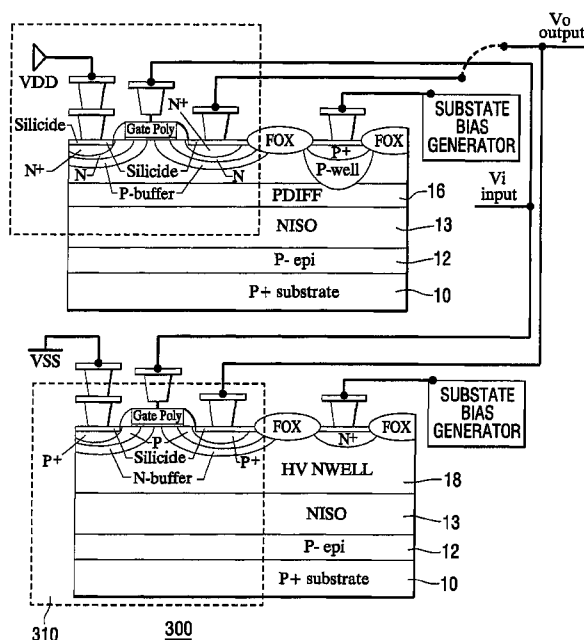 Vo
output
VDD
N+
Silicide
Gate Poly
FOX
P+
FOX
SUBSTATE
BIAS
GENERATOR
N+
N
Silicide
N
P-buffer
P-well
PDIFF
16
Vi
input
NISO
13
P- epi
12
P+ substrate
10
VSS
Gate Poly
FOX
N+
FOX
SUBSTATE
BIAS
GENERATOR
P+
P
Silicide
P
P+
N-buffer
HV NWELL
18
NISO
13
P- epi
12
P+ substrate
10
310
300